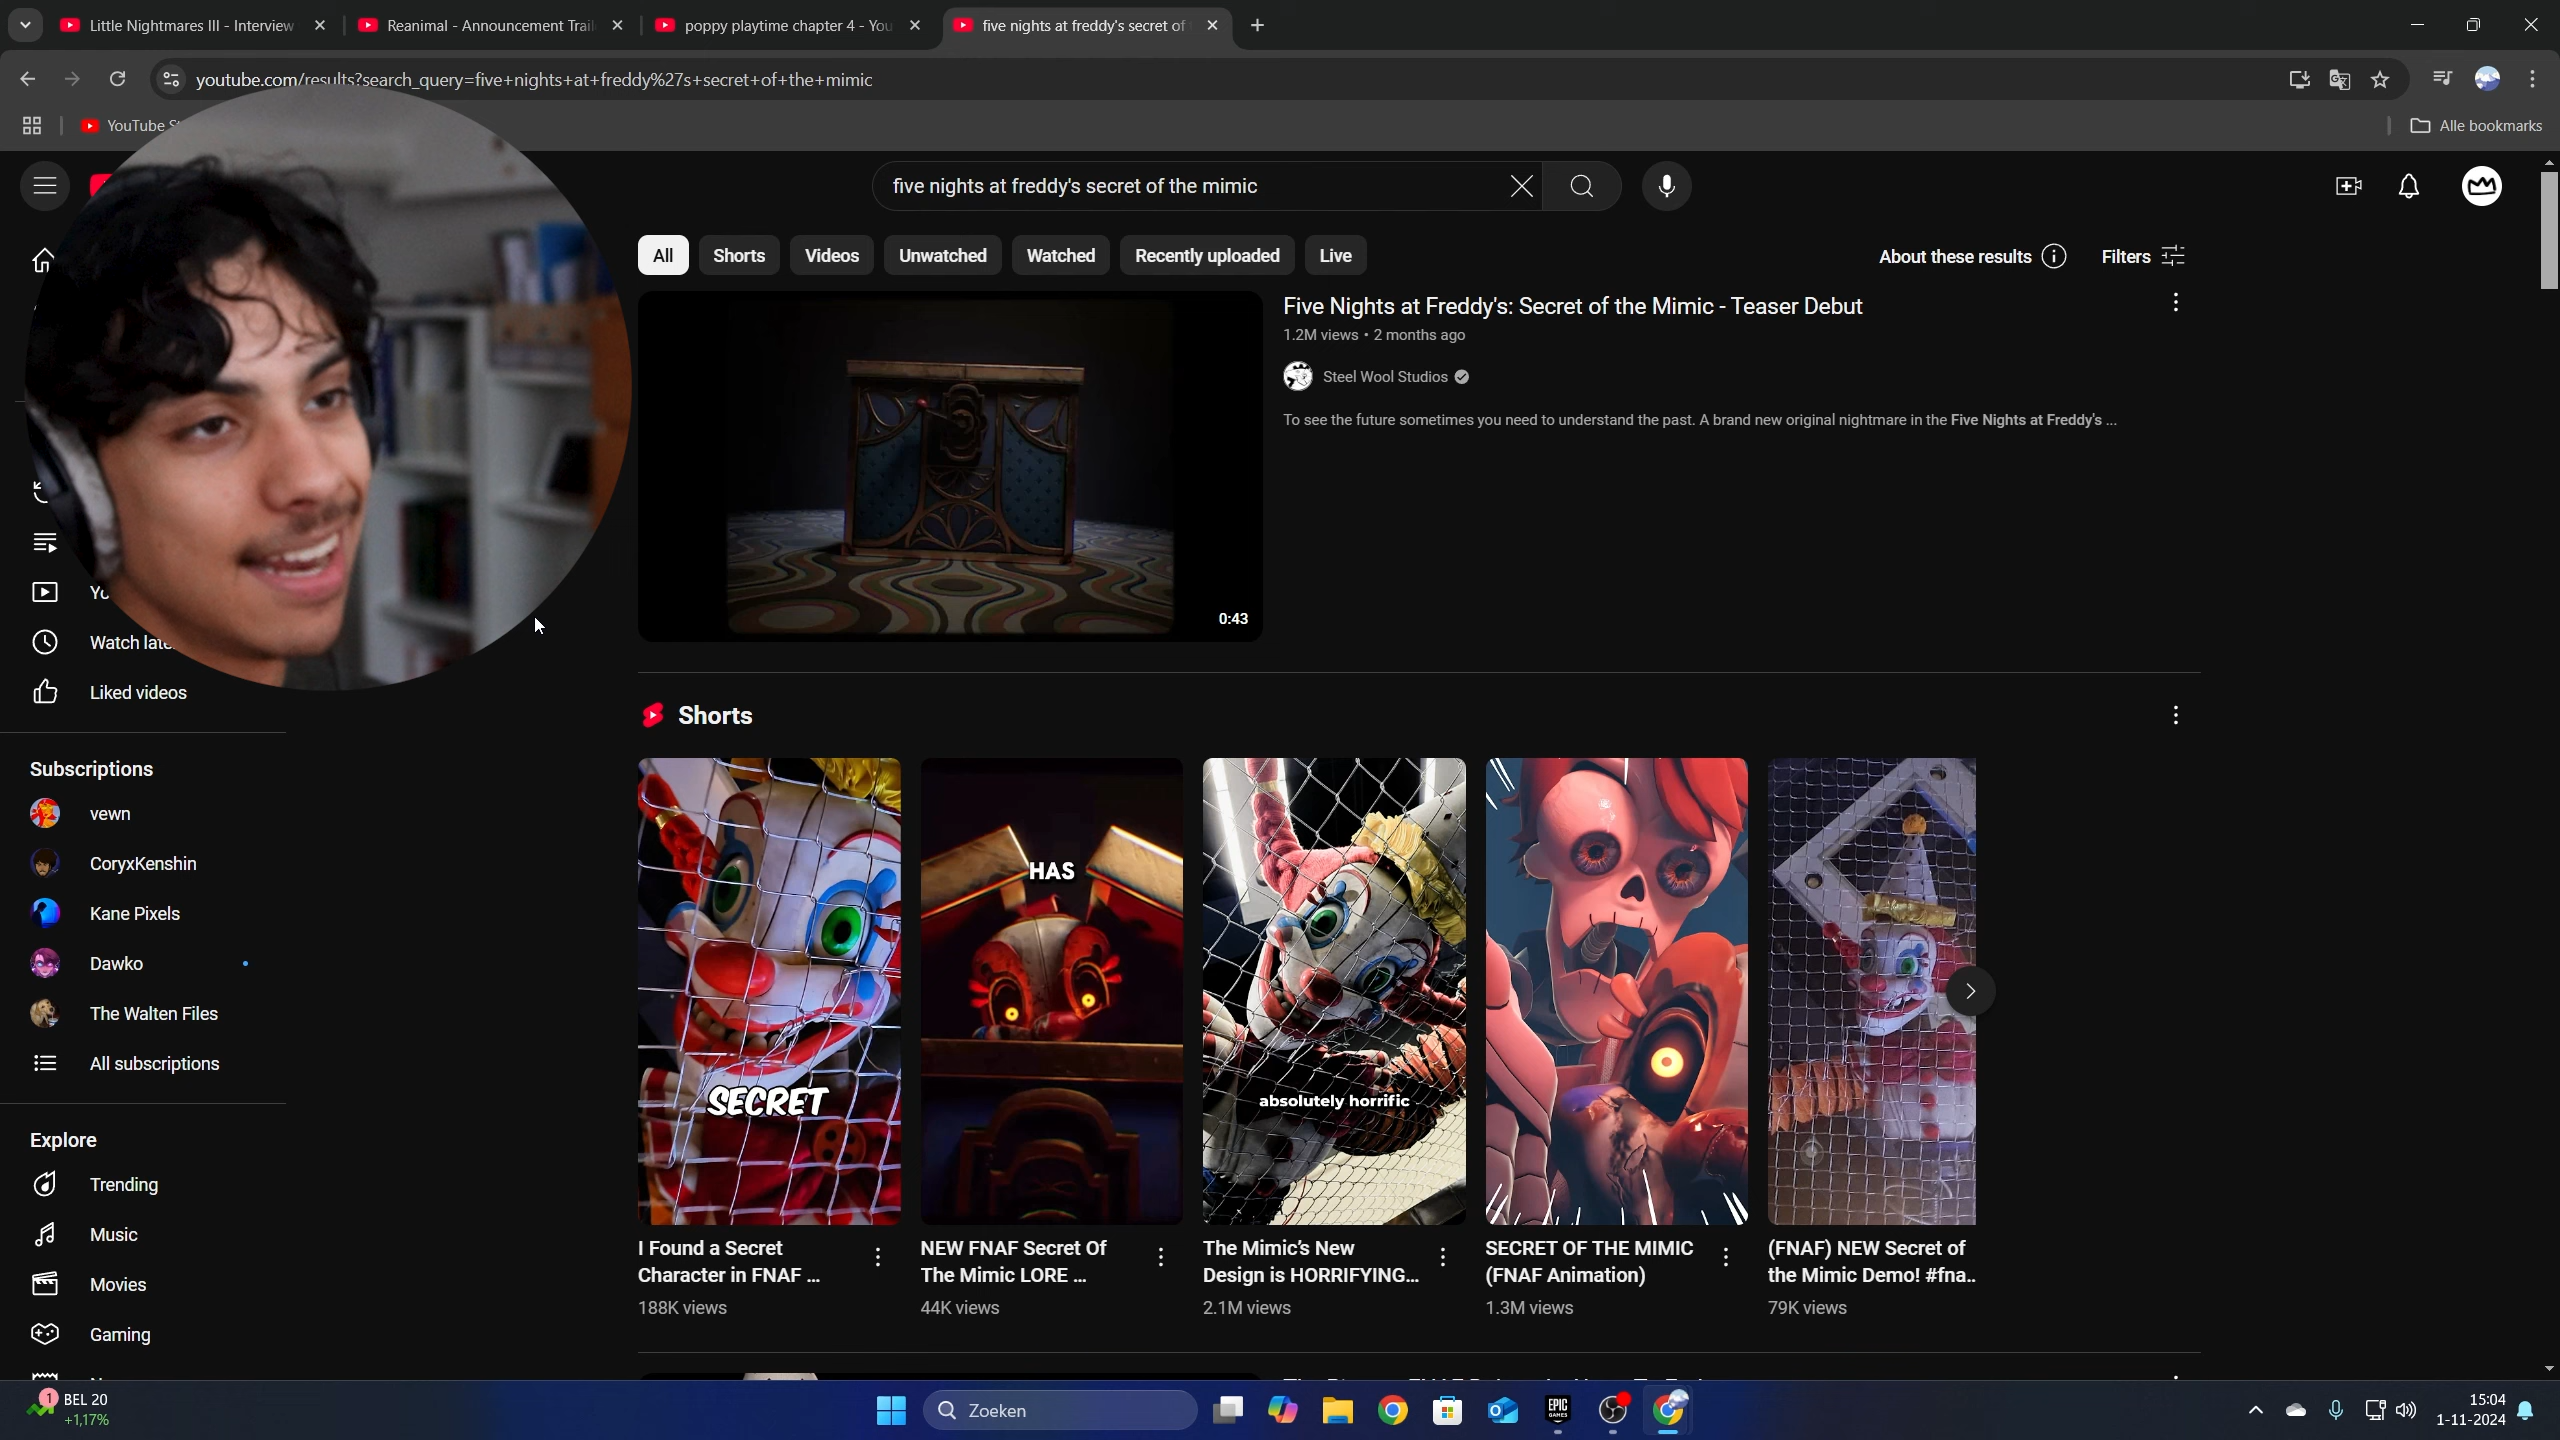 Little Nightmares III - Interview
Reanimal - Announcement Trail
poppy playtime chapter 4 - You
five nights at freddy's secret of
youtube.com/results?search_query=five+nights+at+freddy%27s+secret+of+the+mimic
YouTube St
Alle bookmarks
five nights at freddy's secret of the mimic
All
Shorts
Videos
Unwatched
Watched
Recently uploaded
Live
About these results
Filters
Five Nights at Freddy's: Secret of the Mimic - Teaser Debut
1.2M views • 2 months ago
Steel Wool Studios
To see the future sometimes you need to understand the past. A brand new original nightmare in the Five Nights at Freddy's ...
0:43
Yo
Watch late
Liked videos
Subscriptions
vewn
CoryxKenshin
Kane Pixels
Dawko
The Walten Files
All subscriptions
Explore
Trending
Music
Movies
Gaming
Shorts
SECRET
HAS
absolutely horrific
I Found a Secret
Character in FNAF ...
188K views
NEW FNAF Secret Of
The Mimic LORE ...
44K views
The Mimic's New
Design is HORRIFYING...
2.1M views
SECRET OF THE MIMIC
(FNAF Animation)
1.3M views
(FNAF) NEW Secret of
the Mimic Demo! #fna..
79K views
1
BEL 20
+1,17%
Zoeken
EPIC
GAMES
15:04
1-11-2024